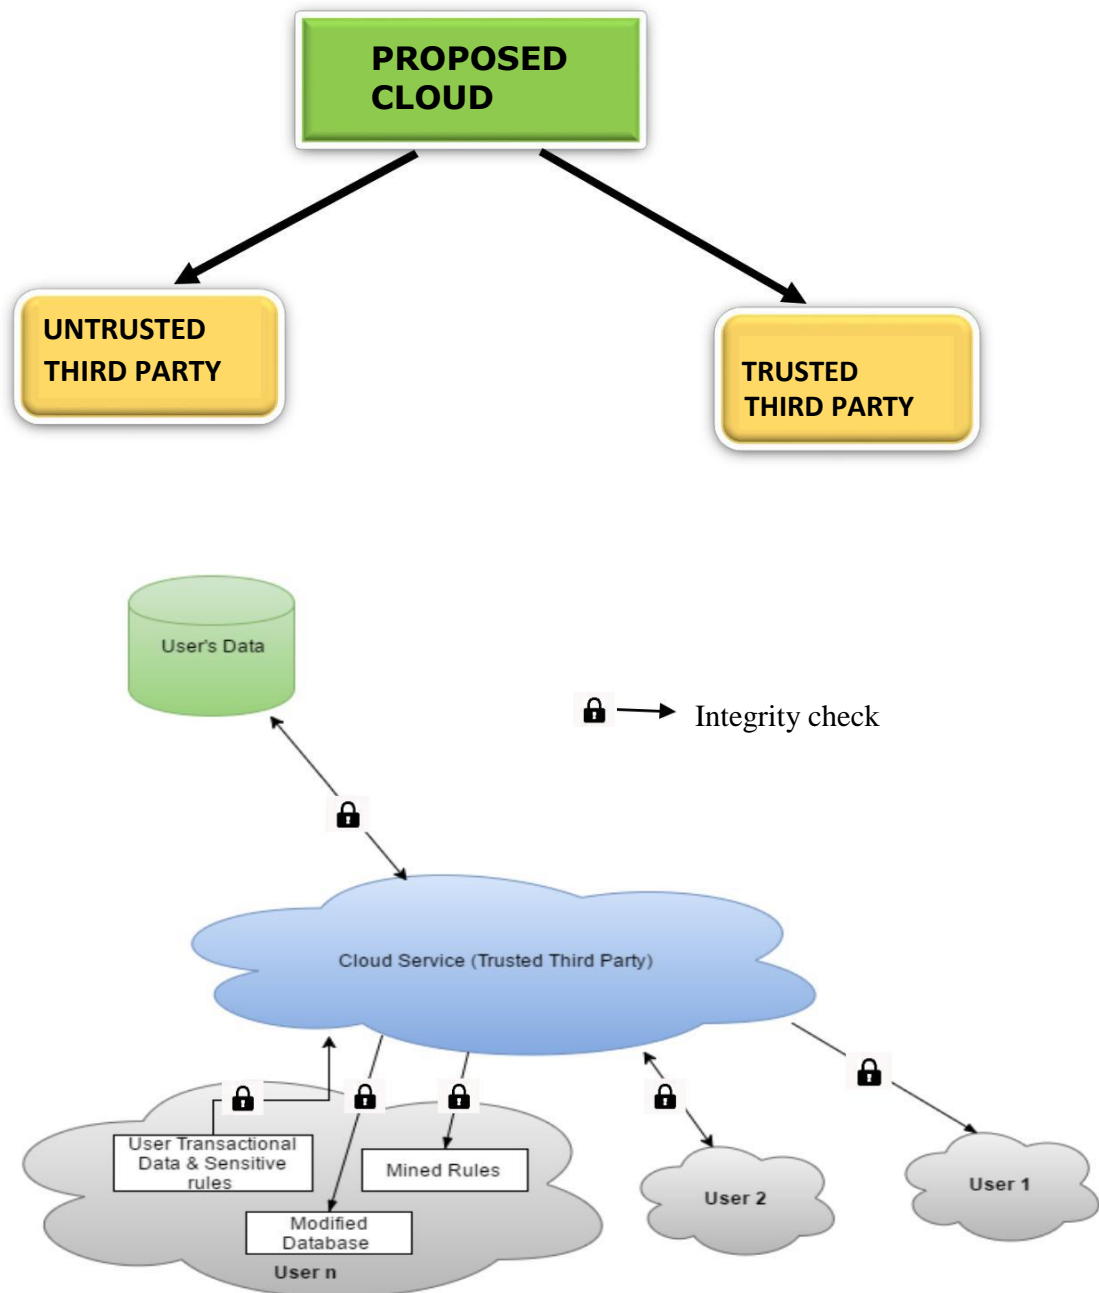 PROPOSED
CLOUD
UNTRUSTED
THIRD PARTY
TRUSTED
THIRD PARTY
User's Data
Integrity check
Cloud Service (Trusted Third Party)
User Transactional
Data & Sensitive
rules
Mined Rules
Modified
Database
User n
User 2
User 1